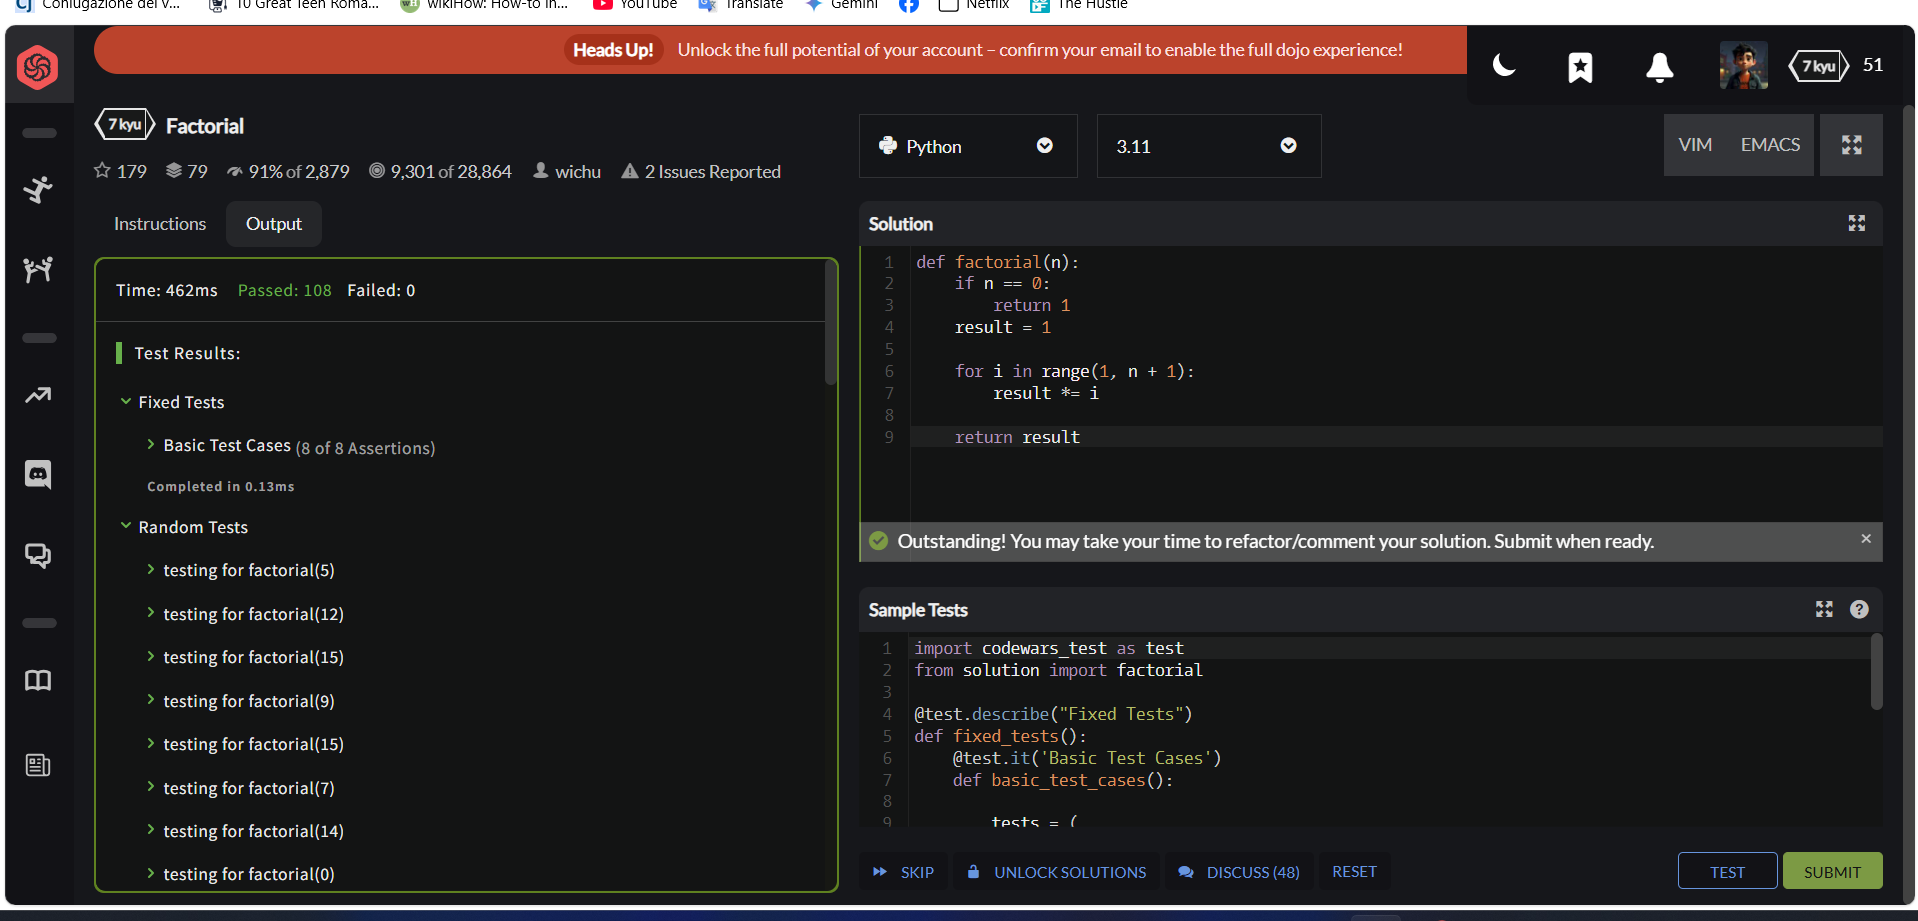 Conjugazione del v...
10 Great Teen Roma...
wikiHow: How-to in...
YouTube
Translate
Gemini
Netflix
The Hustle
Heads Up! Unlock the full potential of your account – confirm your email to enable the full dojo experience!
7 kyu 51
7 kyu Factorial
179 79 91% of 2,879 9,301 of 28,864 wichu 2 Issues Reported
Python
3.11
VIM EMACS
Instructions Output
Time: 462ms Passed: 108 Failed: 0
Test Results:
Fixed Tests
Basic Test Cases (8 of 8 Assertions)
Completed in 0.13ms
Random Tests
testing for factorial(5)
testing for factorial(12)
testing for factorial(15)
testing for factorial(9)
testing for factorial(15)
testing for factorial(7)
testing for factorial(14)
testing for factorial(0)
Solution
1 def factorial(n):
2     if n == 0:
3         return 1
4     result = 1
5
6     for i in range(1, n + 1):
7         result *= i
8
9     return result
Outstanding! You may take your time to refactor/comment your solution. Submit when ready.
Sample Tests
1 import codewars_test as test
2 from solution import factorial
3
4 @test.describe("Fixed Tests")
5 def fixed_tests():
6     @test.it('Basic Test Cases')
7     def basic_test_cases():
8
9         tests = (
SKIP UNLOCK SOLUTIONS DISCUSS (48) RESET
TEST SUBMIT